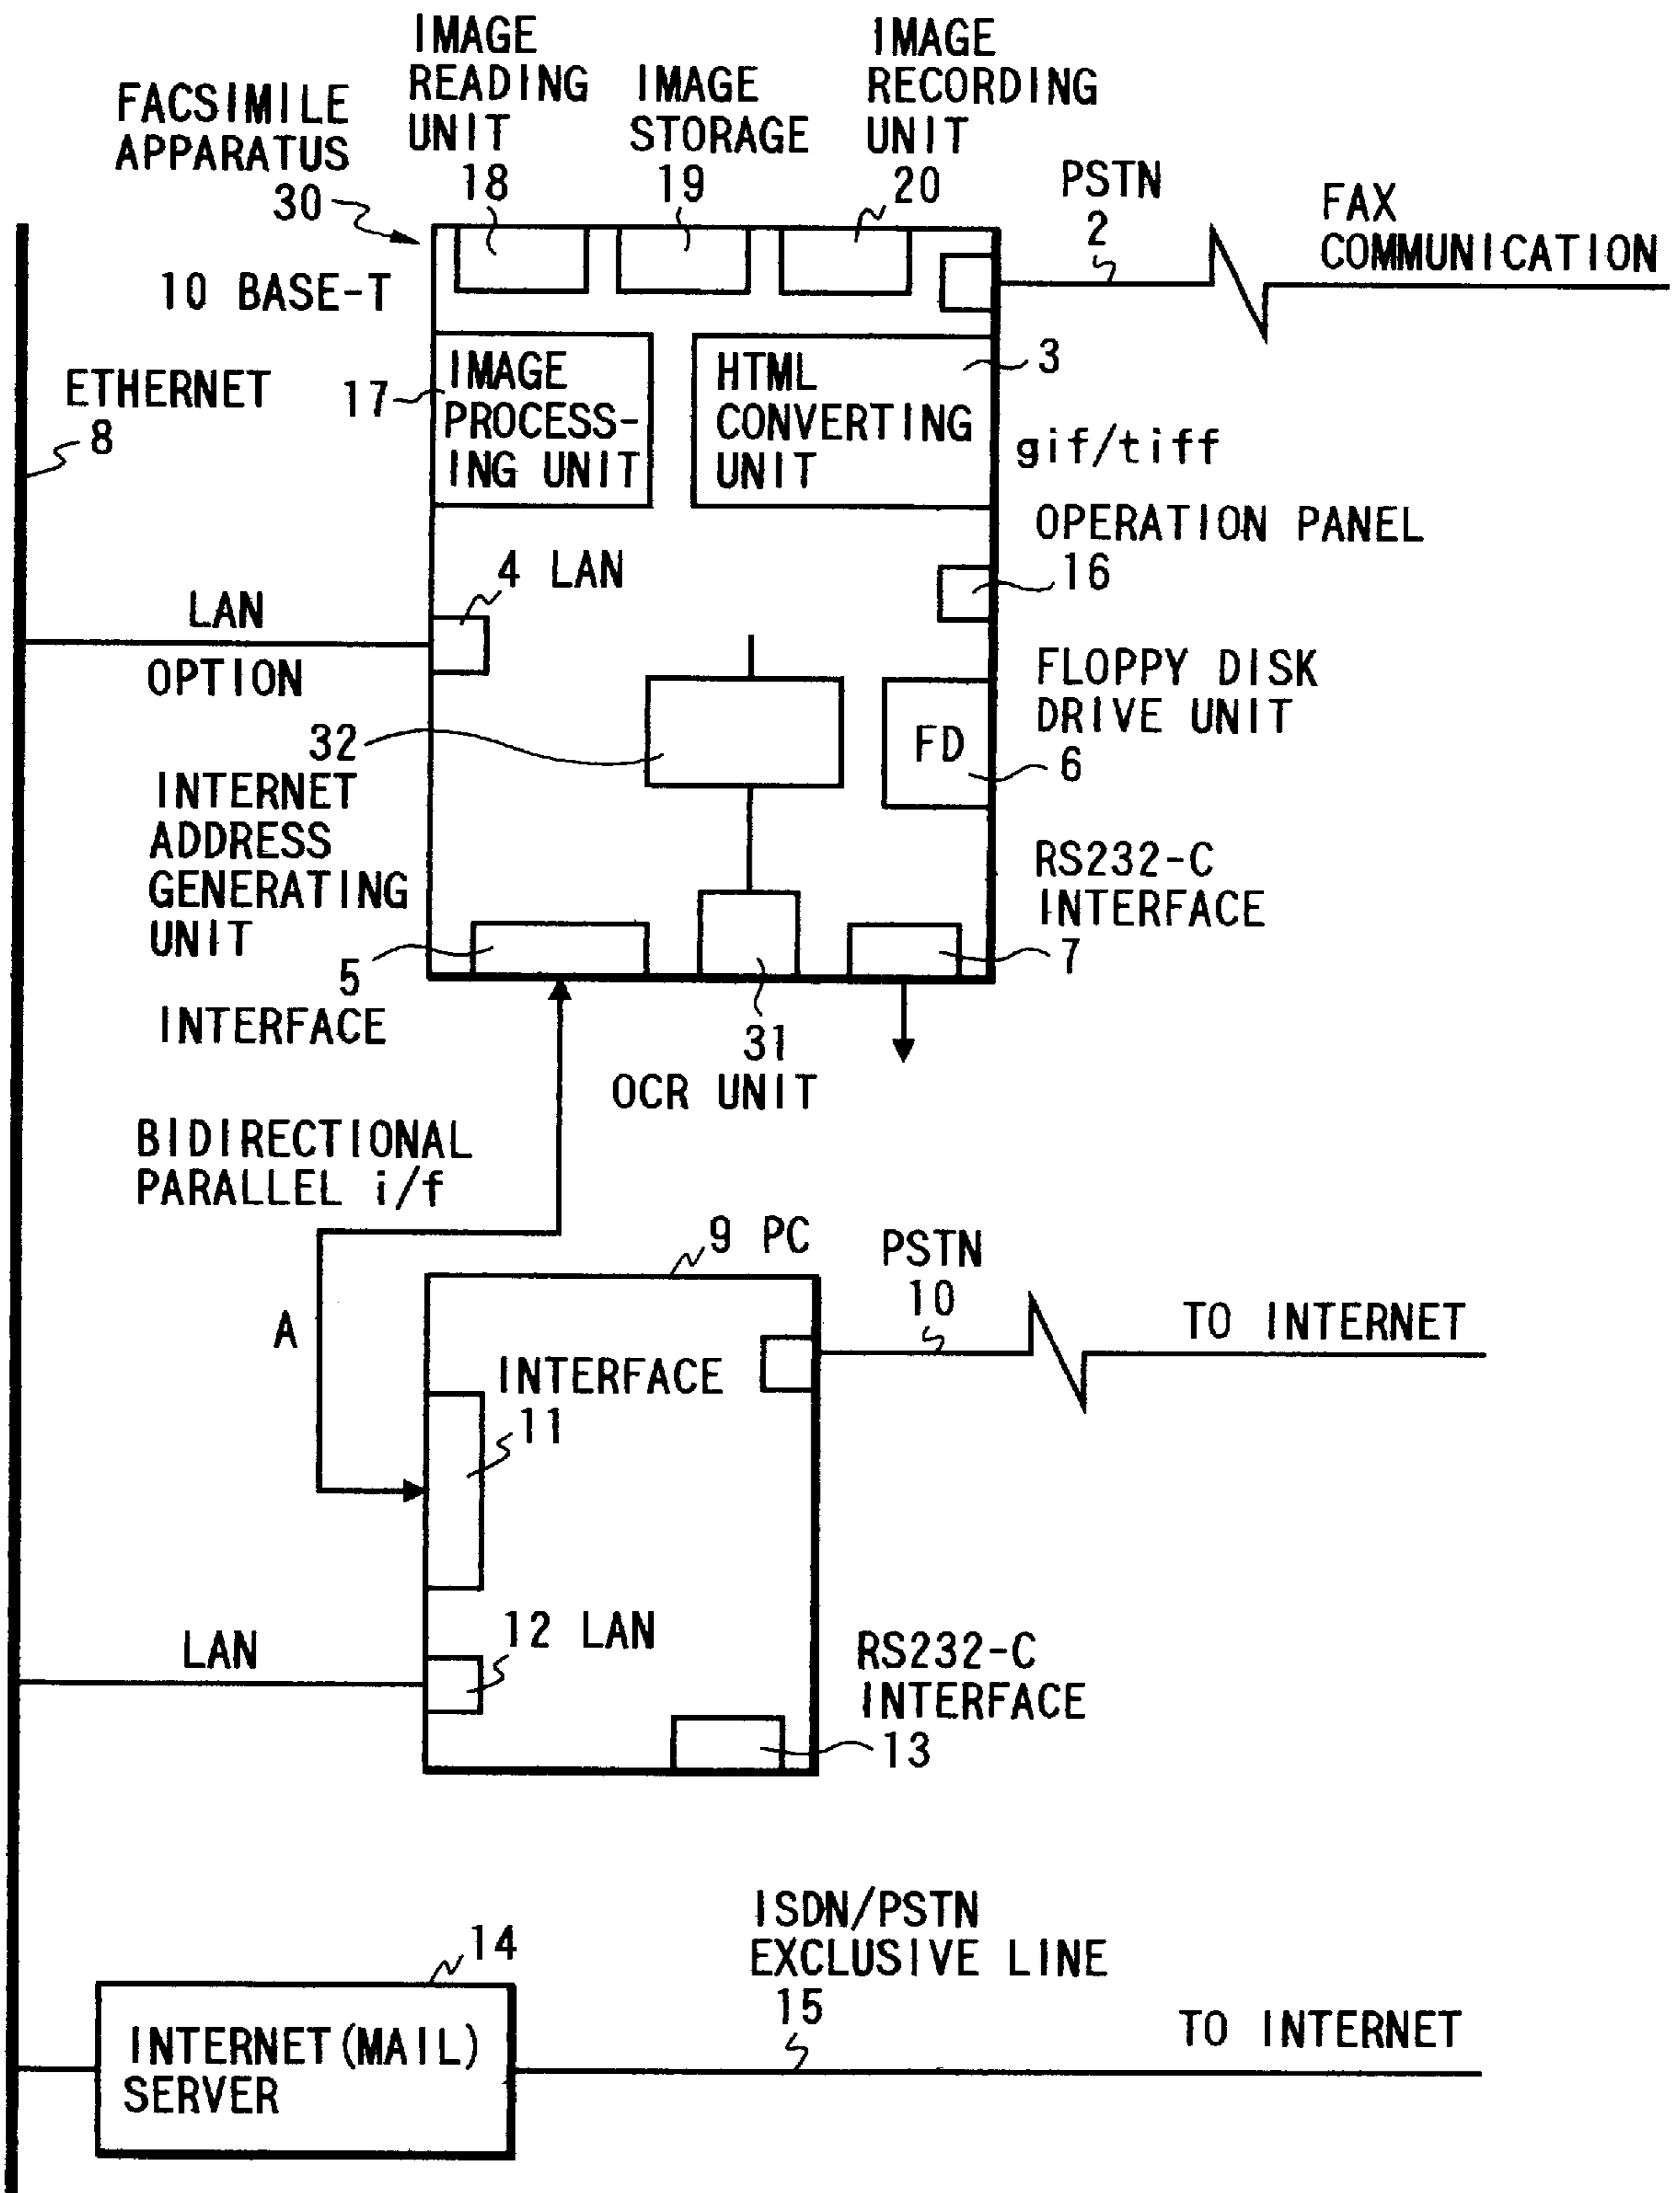 FACSIMILE
APPARATUS
30
IMAGE
READING
UNIT
18
IMAGE
STORAGE
19
IMAGE
RECORDING
UNIT
20
PSTN
2
FAX
COMMUNICATION
10 BASE-T
ETHERNET
8
17
IMAGE
PROCESS-
ING UNIT
HTML
CONVERTING
UNIT
3
gif/tiff
OPERATION PANEL
16
4 LAN
LAN
OPTION
32
INTERNET
ADDRESS
GENERATING
UNIT
FLOPPY DISK
DRIVE UNIT
6
FD
RS232-C
INTERFACE
7
5
INTERFACE
31
OCR UNIT
BIDIRECTIONAL
PARALLEL i/f
A
9 PC
PSTN
10
TO INTERNET
INTERFACE
11
12 LAN
LAN
RS232-C
INTERFACE
13
14
INTERNET(MAIL)
SERVER
ISDN/PSTN
EXCLUSIVE LINE
15
TO INTERNET